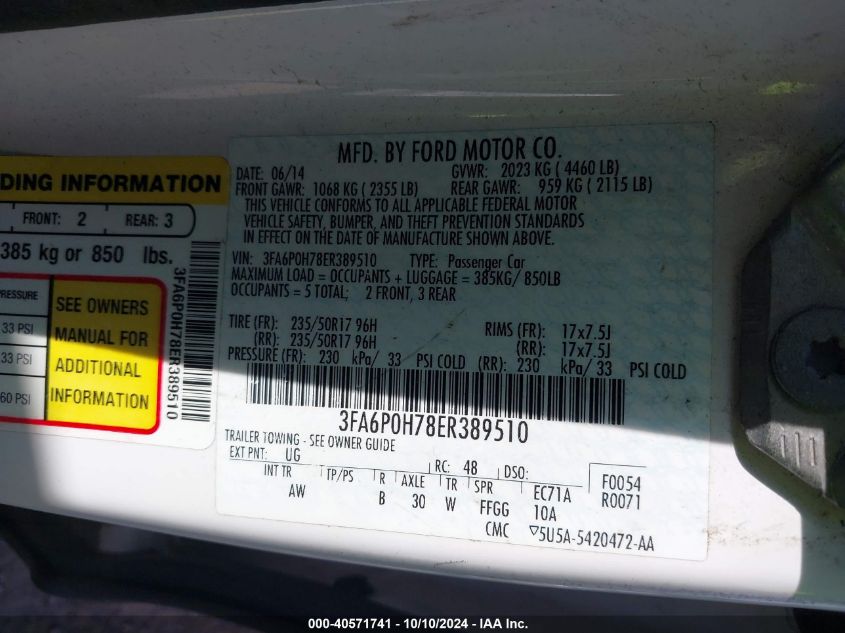 DING INFORMATION
FRONT: 2 REAR: 3
385 kg or 850 lbs.
PRESSURE
33 PSI
33 PSI
60 PSI
SEE OWNERS
MANUAL FOR
ADDITIONAL
INFORMATION
3FA6P0H78ER389510
MFD. BY FORD MOTOR CO.
DATE: 06/14 GVWR: 2023 KG ( 4460 LB)
FRONT GAWR: 1068 KG ( 2355 LB) REAR GAWR: 959 KG ( 2115 LB)
THIS VEHICLE CONFORMS TO ALL APPLICABLE FEDERAL MOTOR
VEHICLE SAFETY, BUMPER, AND THEFT PREVENTION STANDARDS
IN EFFECT ON THE DATE OF MANUFACTURE SHOWN ABOVE.
VIN: 3FA6P0H78ER389510 TYPE: Passenger Car
MAXIMUM LOAD = OCCUPANTS + LUGGAGE = 385KG/ 850LB
OCCUPANTS = 5 TOTAL; 2 FRONT, 3 REAR
TIRE (FR): 235/50R17 96H RIMS (FR): 17x7.5J
(RR): 235/50R17 96H (RR): 17x7.5J
PRESSURE (FR): 230 kPa/ 33 PSI COLD (RR): 230 kPa/ 33 PSI COLD
3FA6P0H78ER389510
TRAILER TOWING - SEE OWNER GUIDE
EXT PNT: UG RC: 48 DSO: F0054
INT TR TP/PS R AXLE TR SPR EC71A R0071
AW B 30 W FFGG 10A
CMC ▽5U5A-5420472-AA
000-40571741 - 10/10/2024 - IAA Inc.